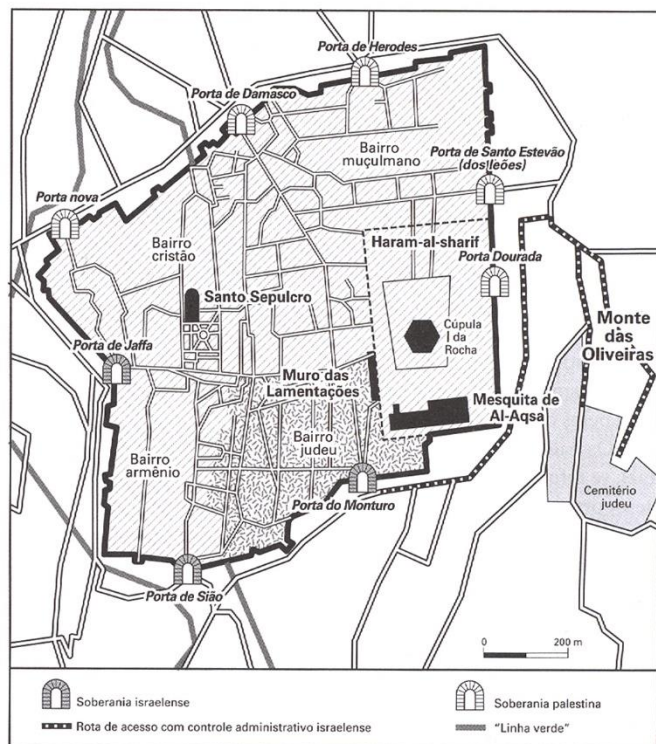 Porta de Herodes
Porta de Damasco
Bairro
muçulmano
Porta de Santo Estevão
(dos leões)
Porta nova
Bairro
cristão
Haram-al-sharif
Porta Dourada
Santo Sepulcro
Monte
das
Oliveiras
Cúpula
da
Rocha
Porta de Jaffa
Muro das
Lamentações
Mesquita de
Al-Aqsa
Bairro
judeu
Bairro
armênio
Cemitério
judeu
Porta do Monturo
Porta de Sião
0 200 m
Soberania israelense
Soberania palestina
Rota de acesso com controle administrativo israelense
"Linha verde"